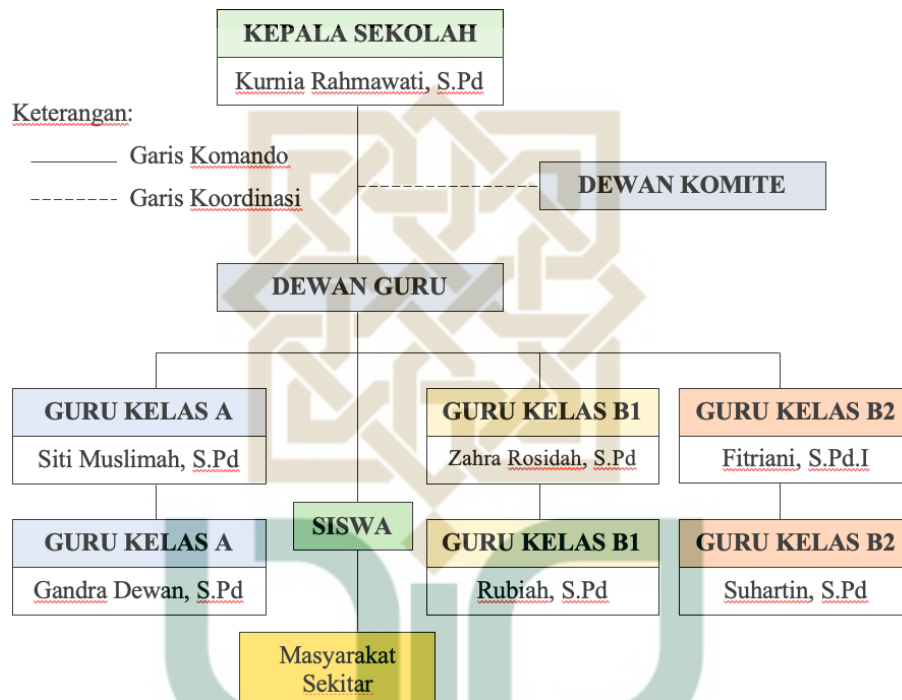 KEPALA SEKOLAH
Kurnia Rahmawati, S.Pd
Keterangan:
Garis Komando
Garis Koordinasi
DEWAN KOMITE
DEWAN GURU
GURU KELAS A
Siti Muslimah, S.Pd
GURU KELAS B1
Zahra Rosidah, S.Pd
GURU KELAS B2
Fitriani, S.Pd.I
GURU KELAS A
Gandra Dewan, S.Pd
SISWA
GURU KELAS B1
Rubiah, S.Pd
GURU KELAS B2
Suhartin, S.Pd
Masyarakat
Sekitar